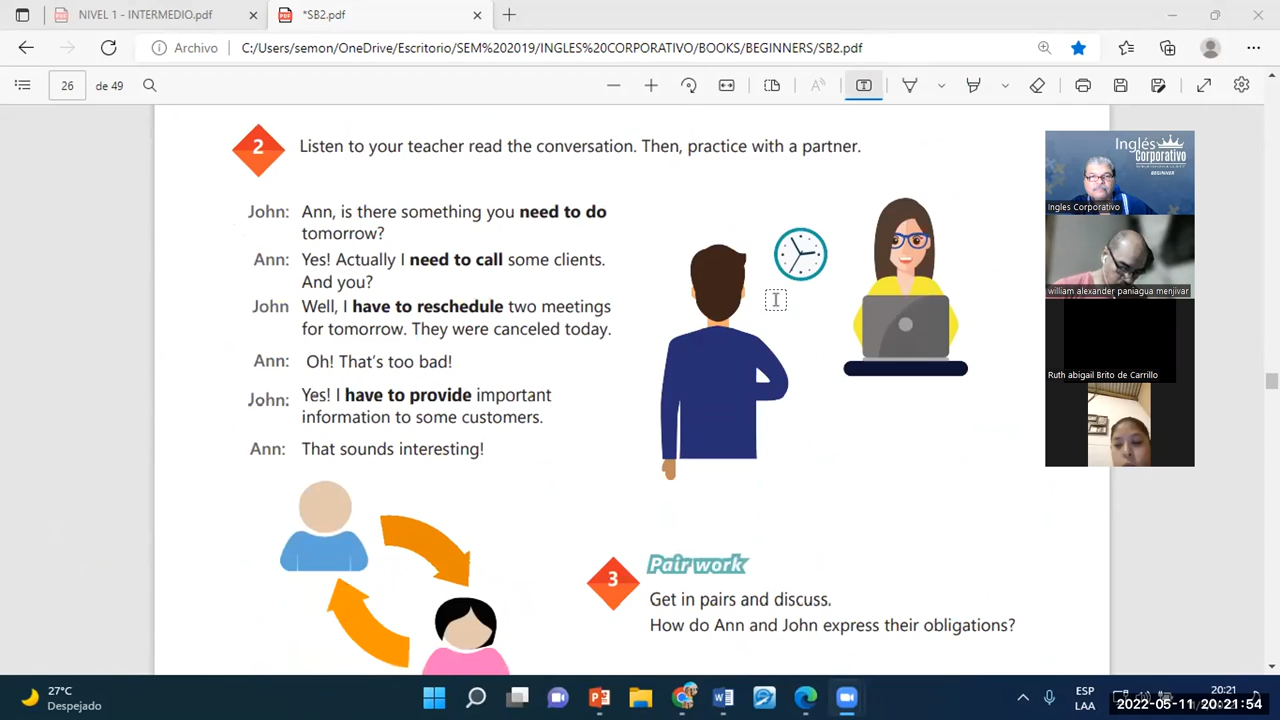 NIVEL 1 - INTERMEDIO.pdf
*SB2.pdf
Archivo
C:/Users/semon/OneDrive/Escritorio/SEM%202019/INGLES%20CORPORATIVO/BOOKS/BEGINNERS/SB2.pdf
26
de 49
2
Listen to your teacher read the conversation. Then, practice with a partner.
John: Ann, is there something you need to do
tomorrow?
Ann: Yes! Actually I need to call some clients.
And you?
John Well, I have to reschedule two meetings
for tomorrow. They were canceled today.
Ann: Oh! That's too bad!
John: Yes! I have to provide important
information to some customers.
Ann: That sounds interesting!
3
Pair work
Get in pairs and discuss.
How do Ann and John express their obligations?
Inglés
Corporativo
BEGINNER
Ingles Corporativo
william alexander paniagua menjivar
Ruth abigail Brito de Carrillo
27°C
Despejado
ESP
LAA
20:21
2022-05-11 20:21:54